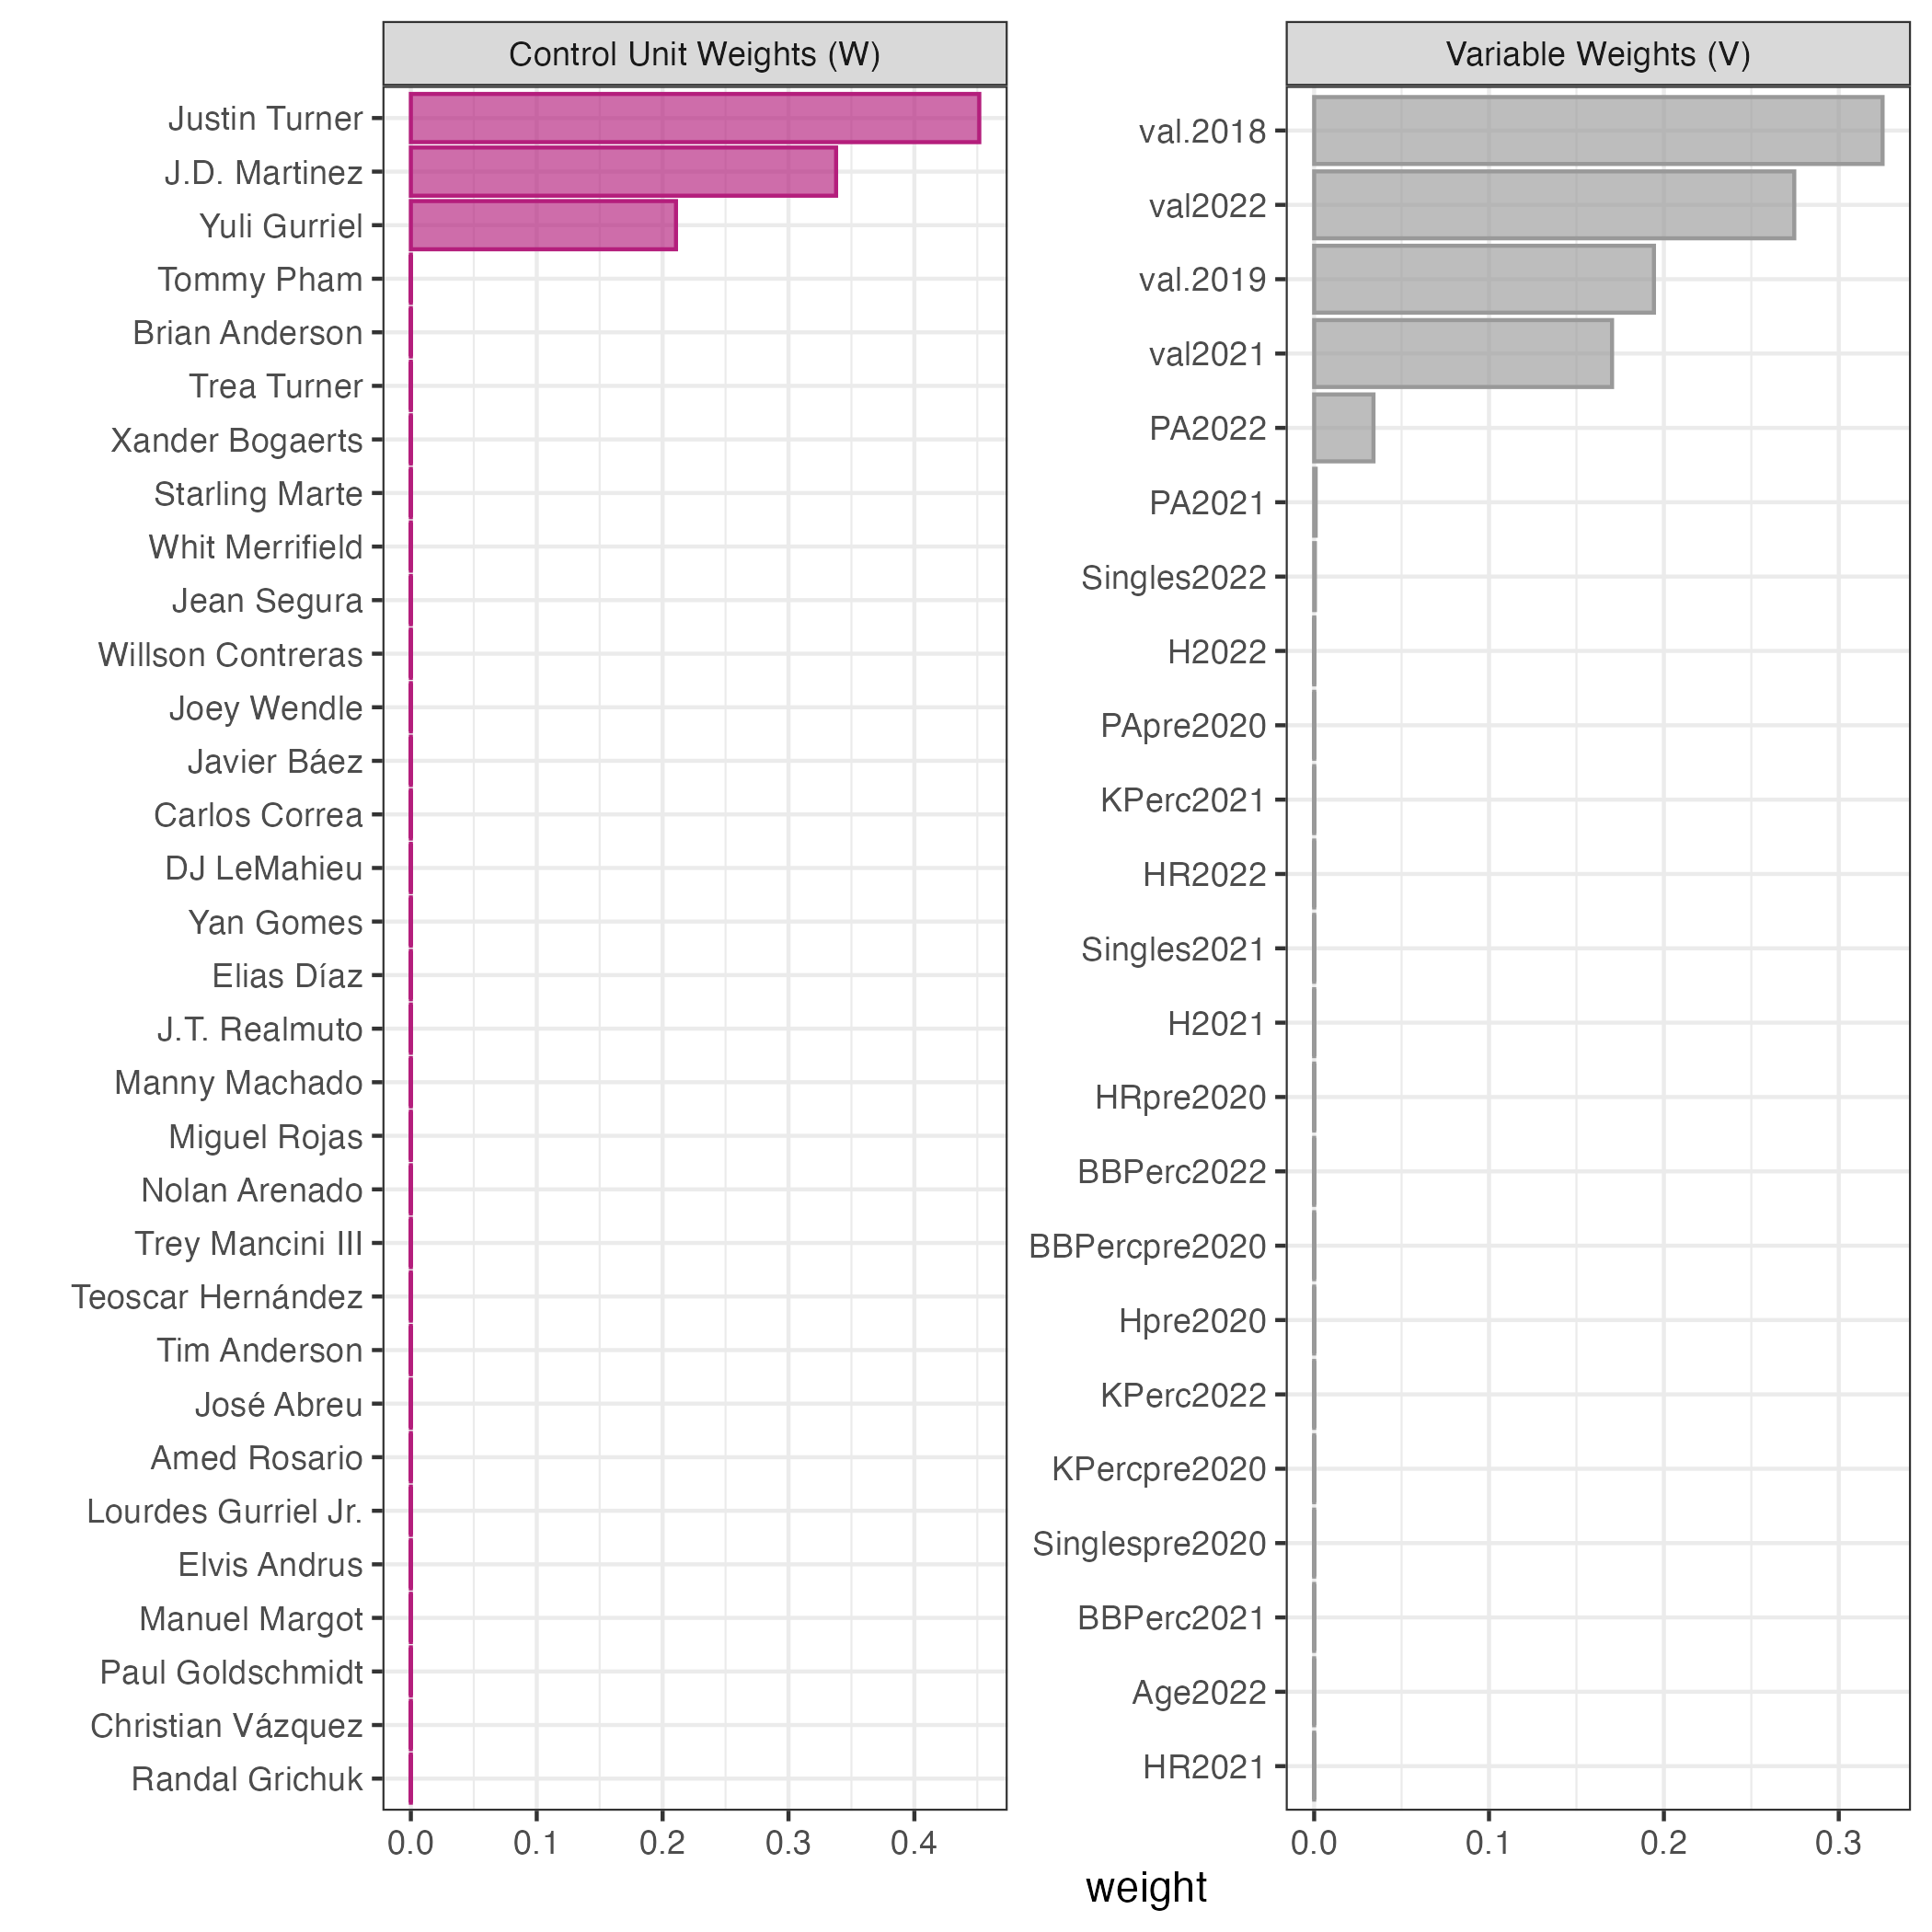 Control Unit Weights (W)
Justin Turner
J.D. Martinez
Yuli Gurriel
Tommy Pham
Brian Anderson
Trea Turner
Xander Bogaerts
Starling Marte
Whit Merrifield
Jean Segura
Willson Contreras
Joey Wendle
Javier Báez
Carlos Correa
DJ LeMahieu
Yan Gomes
Elias Díaz
J.T. Realmuto
Manny Machado
Miguel Rojas
Nolan Arenado
Trey Mancini III
Teoscar Hernández
Tim Anderson
José Abreu
Amed Rosario
Lourdes Gurriel Jr.
Elvis Andrus
Manuel Margot
Paul Goldschmidt
Christian Vázquez
Randal Grichuk
0.0 0.1 0.2 0.3 0.4
Variable Weights (V)
val.2018
val2022
val.2019
val2021
PA2022
PA2021
Singles2022
H2022
PApre2020
KPerc2021
HR2022
Singles2021
H2021
HRpre2020
BBPerc2022
BBPercpre2020
Hpre2020
KPerc2022
KPercpre2020
Singlespre2020
BBPerc2021
Age2022
HR2021
0.0 0.1 0.2 0.3
weight